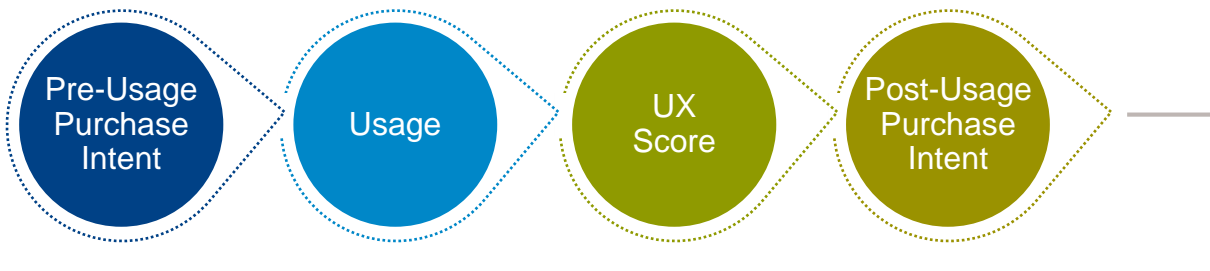 Pre-Usage
Purchase
Intent
Usage
UX
Score
Post-Usage
Purchase
Intent